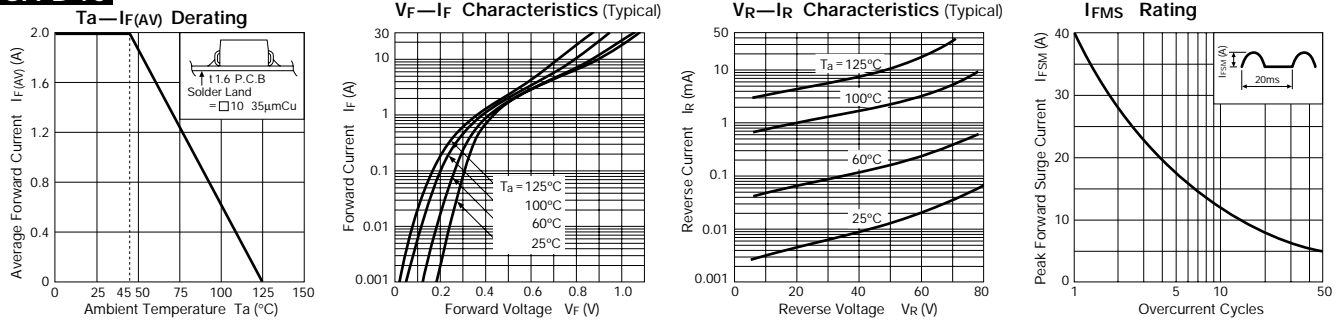 Ta—IF(AV) Derating
Average Forward Current IF(AV) (A)
2.0
1.6
1.2
0.8
0.4
0
t1.6 P.C.B
Solder Land
= □10 35μmCu
0 25 45 50 75 100 125 150
Ambient Temperature Ta (°C)
VF—IF Characteristics (Typical)
Forward Current IF (A)
30
10
1
0.1
0.01
0.001
Ta = 125°C
100°C
60°C
25°C
0 0.2 0.4 0.6 0.8 1.0
Forward Voltage VF (V)
VR—IR Characteristics (Typical)
Reverse Current IR (mA)
50
10
1
0.1
0.01
0.001
Ta = 125°C
100°C
60°C
25°C
0 20 40 60 80
Reverse Voltage VR (V)
IFMS Rating
Peak Forward Surge Current IFSM (A)
40
30
20
10
0
IFSM (A)
20ms
1 5 10 50
Overcurrent Cycles